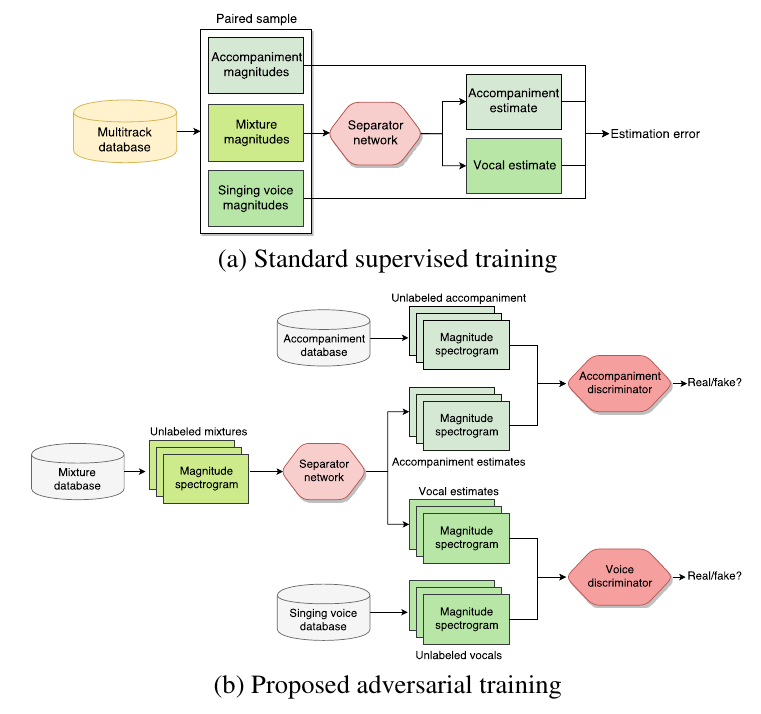 Paired sample
Accompaniment
magnitudes
Multitrack
database
Mixture
magnitudes
Singing voice
magnitudes
Separator
network
Accompaniment
estimate
Vocal estimate
Estimation error
(a) Standard supervised training
Unlabeled accompaniment
Accompaniment
database
Magnitude
spectrogram
Accompaniment
discriminator
Real/fake?
Magnitude
spectrogram
Accompaniment estimates
Unlabeled mixtures
Mixture
database
Magnitude
spectrogram
Separator
network
Vocal estimates
Magnitude
spectrogram
Voice
discriminator
Real/fake?
Singing voice
database
Magnitude
spectrogram
Unlabeled vocals
(b) Proposed adversarial training